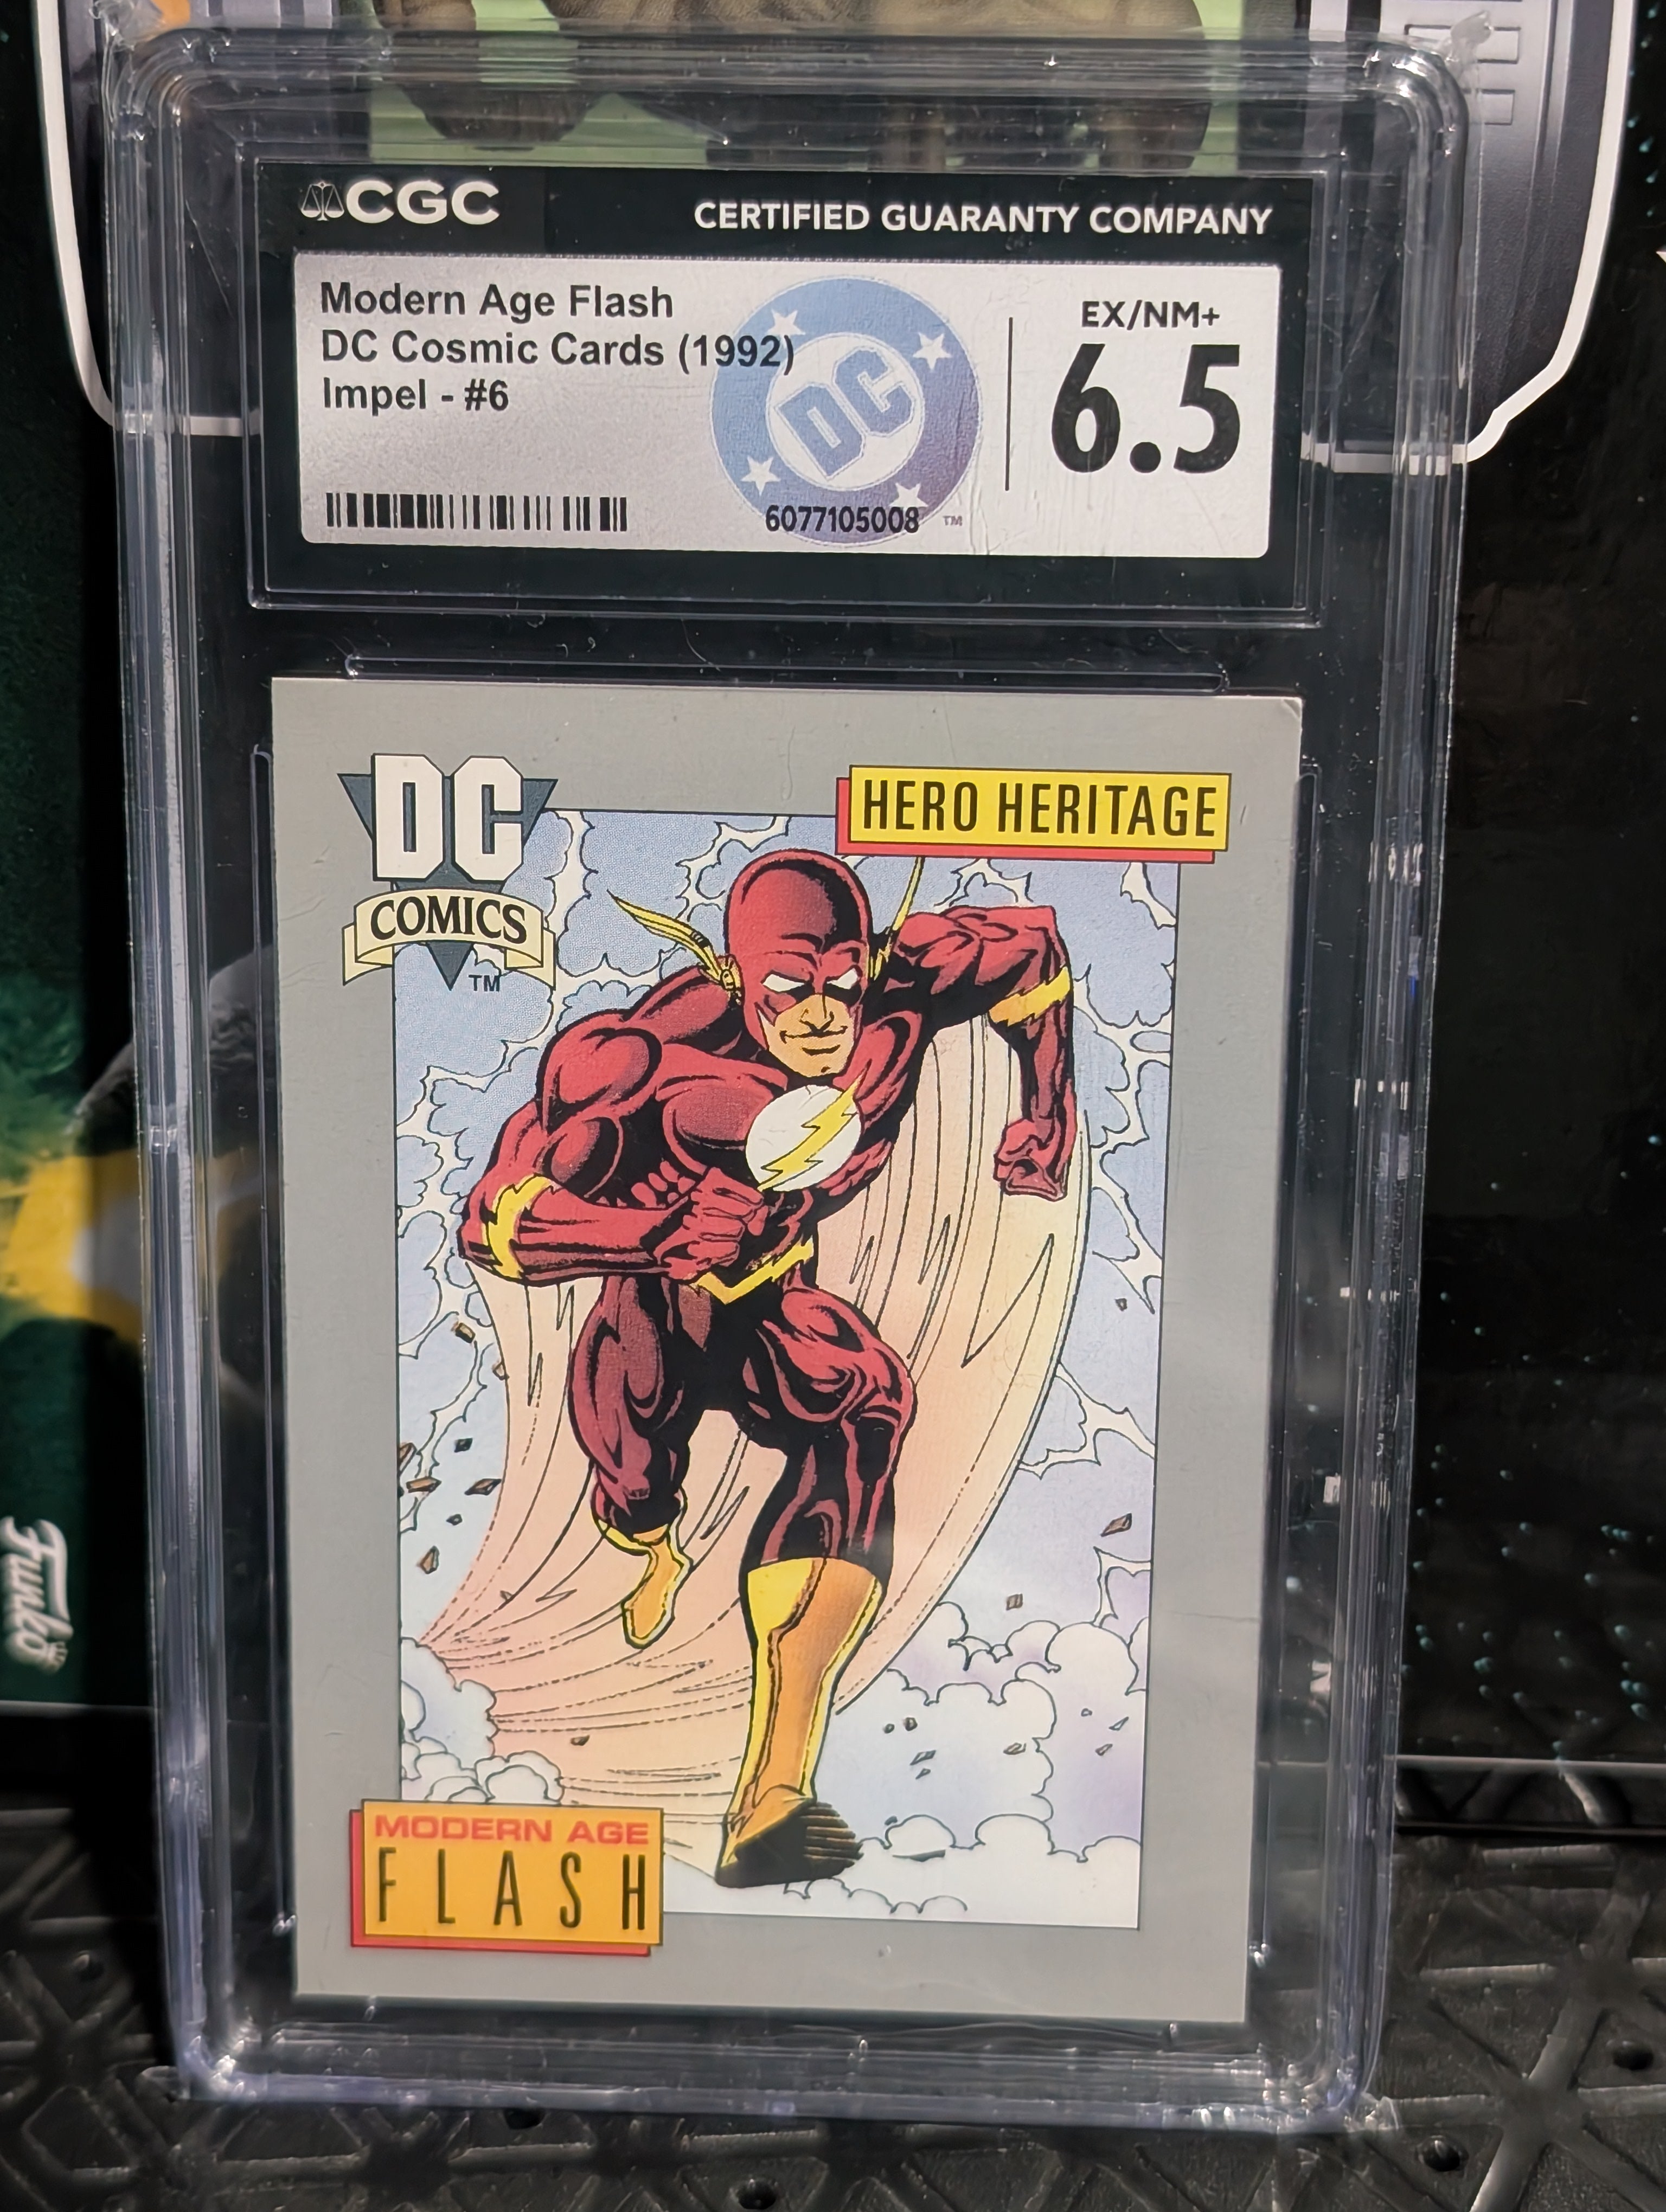 CGC
CERTIFIED GUARANTY COMPANY
Modern Age Flash
DC Cosmic Cards (1992)
Impel - #6
DC
EX/NM+
6.5
6077105008 TM
DC
COMICS
TM
HERO HERITAGE
MODERN AGE
FLASH
Funko